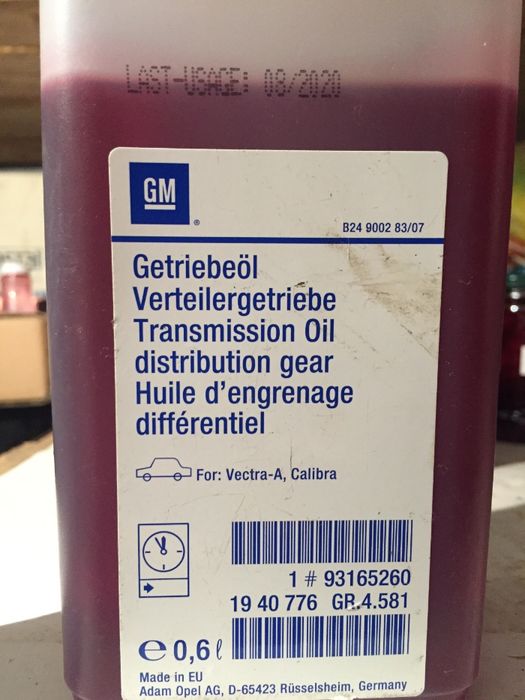 LAST-USAGE: 08/2020
GM
®
B24 9002 83/07
Getriebeöl
Verteilergetriebe
Transmission Oil
distribution gear
Huile d'engrenage
différentiel
For: Vectra-A, Calibra
1 # 93165260
19 40 776 GR.4.581
e 0,6 ℓ
Made in EU
Adam Opel AG, D-65423 Rüsselsheim, Germany